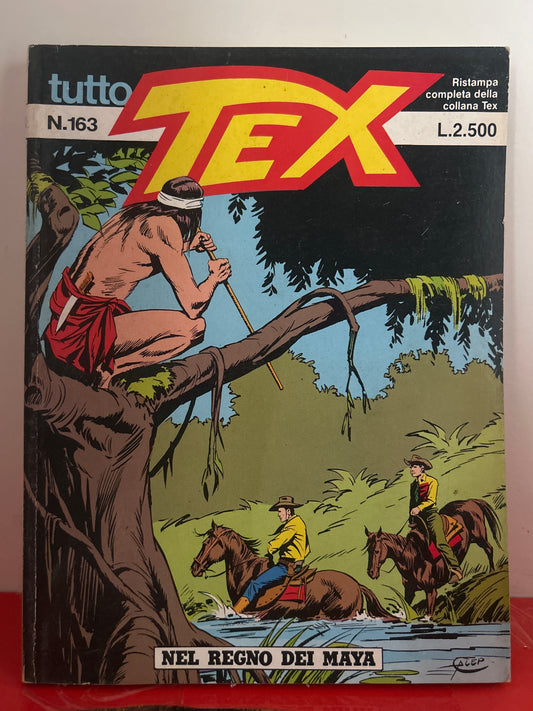 tutto
TEX
Ristampa
completa della
collana Tex
N.163
L.2.500
NEL REGNO DEI MAYA
GALEP